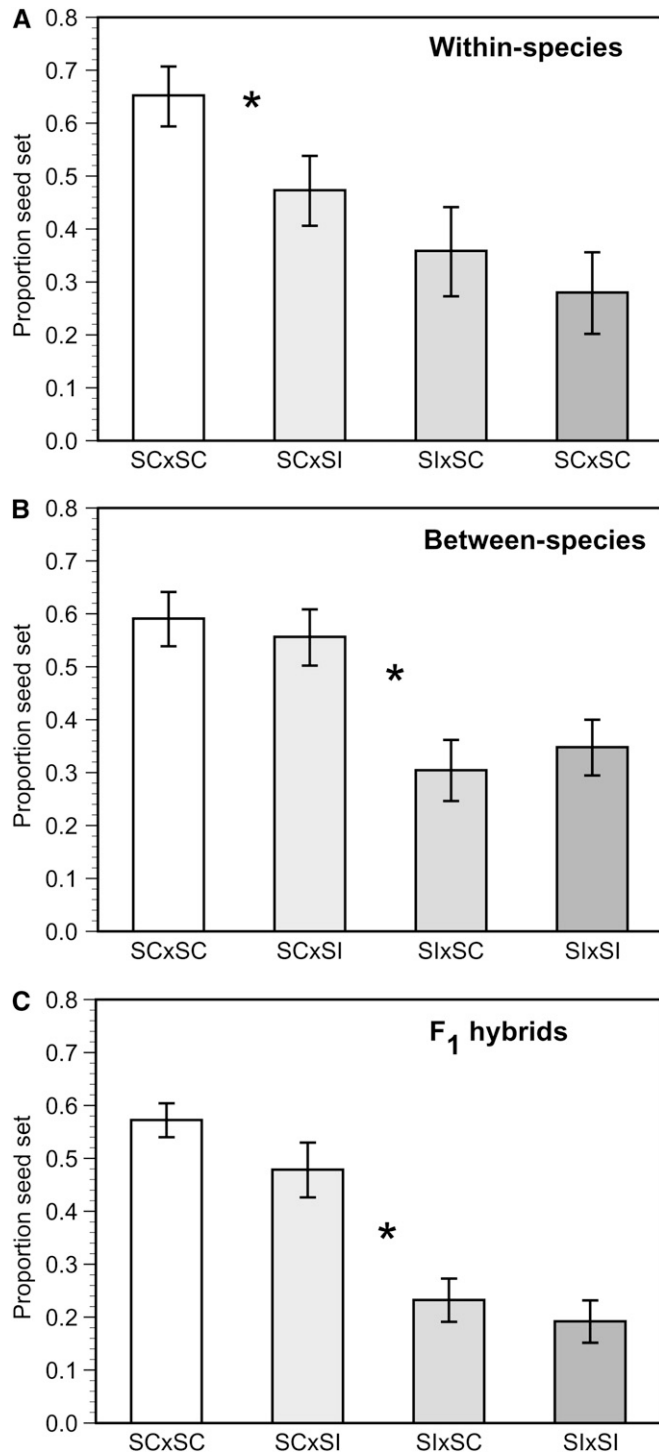 A
Within-species
Proportion seed set
0.8
0.7
0.6
0.5
0.4
0.3
0.2
0.1
0.0
*
SCxSC SCxSI SIxSC SCxSC
B
Between-species
Proportion seed set
0.8
0.7
0.6
0.5
0.4
0.3
0.2
0.1
0.0
*
SCxSC SCxSI SIxSC SIxSI
C
F1 hybrids
Proportion seed set
0.8
0.7
0.6
0.5
0.4
0.3
0.2
0.1
0.0
*
SCxSC SCxSI SIxSC SIxSI